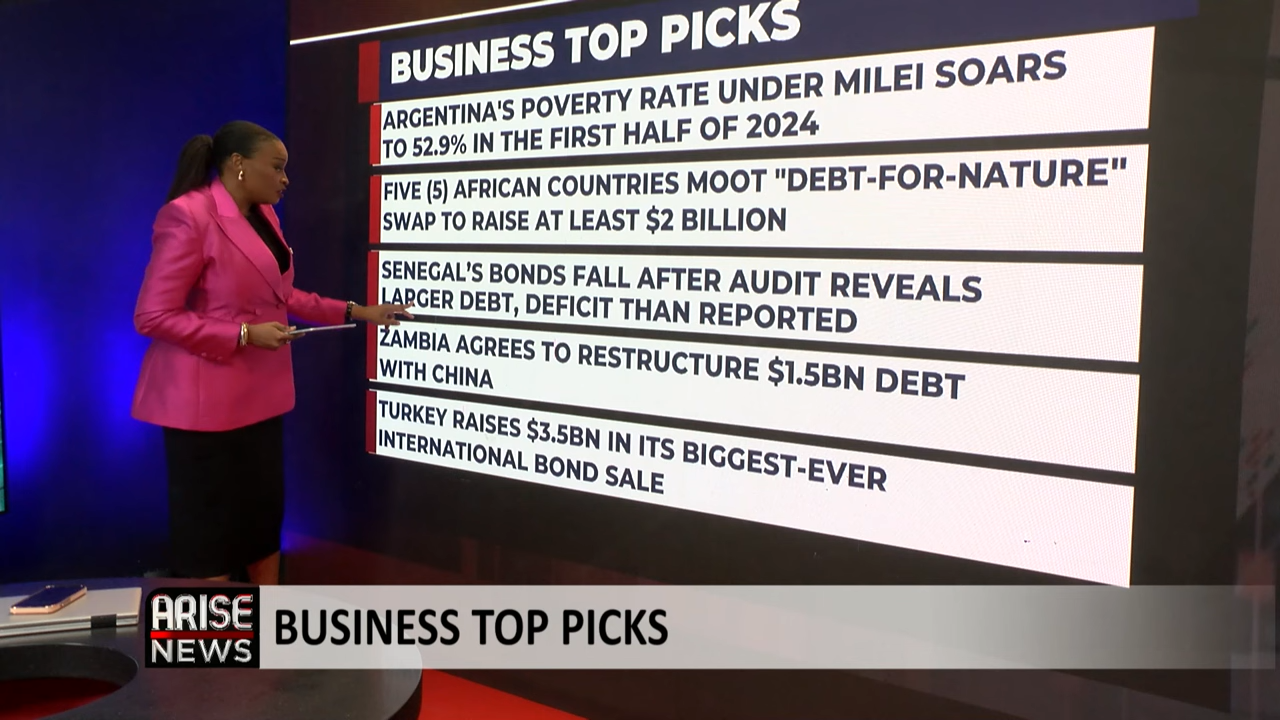 BUSINESS TOP PICKS
ARGENTINA'S POVERTY RATE UNDER MILEI SOARS
TO 52.9% IN THE FIRST HALF OF 2024
FIVE (5) AFRICAN COUNTRIES MOOT "DEBT-FOR-NATURE"
SWAP TO RAISE AT LEAST $2 BILLION
SENEGAL'S BONDS FALL AFTER AUDIT REVEALS
LARGER DEBT, DEFICIT THAN REPORTED
ZAMBIA AGREES TO RESTRUCTURE $1.5BN DEBT
WITH CHINA
TURKEY RAISES $3.5BN IN ITS BIGGEST-EVER
INTERNATIONAL BOND SALE
ARISE
NEWS
BUSINESS TOP PICKS